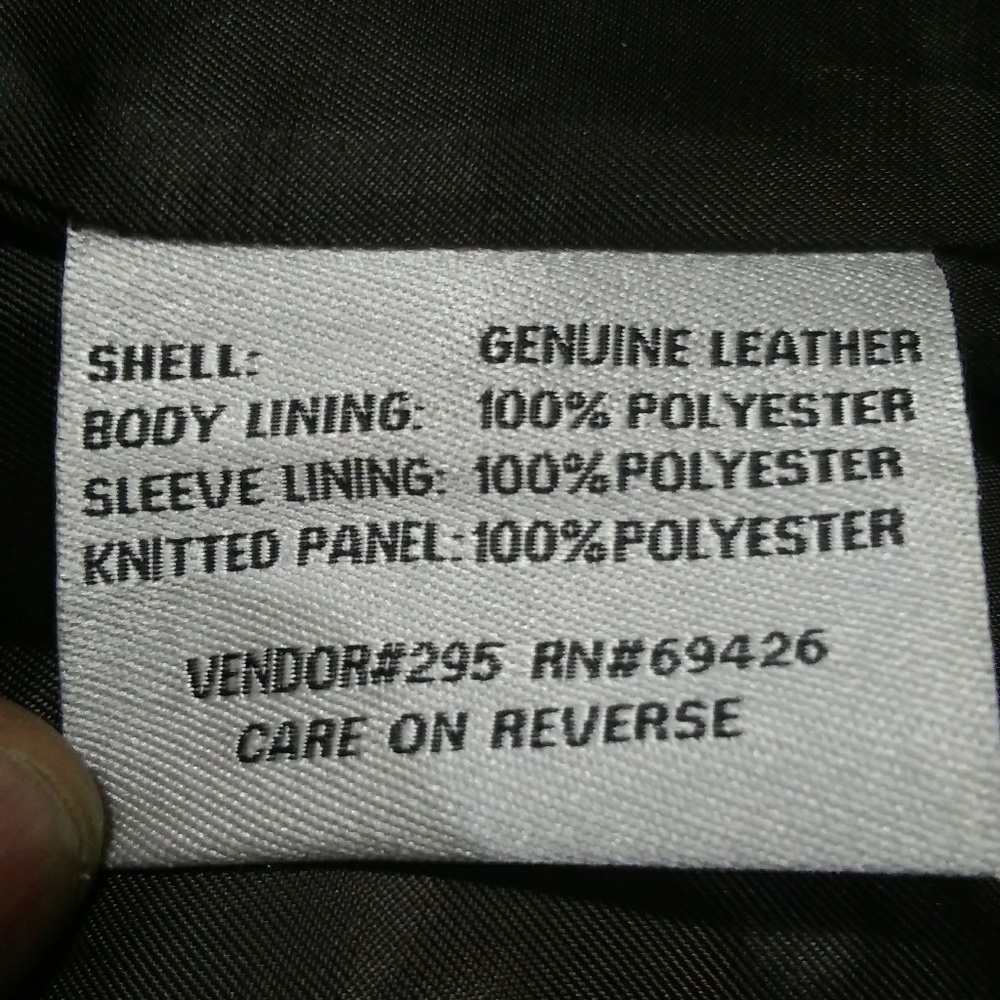 SHELL: GENUINE LEATHER
BODY LINING: 100% POLYESTER
SLEEVE LINING: 100% POLYESTER
KNITTED PANEL: 100% POLYESTER
VENDOR#295 RN#69426
CARE ON REVERSE